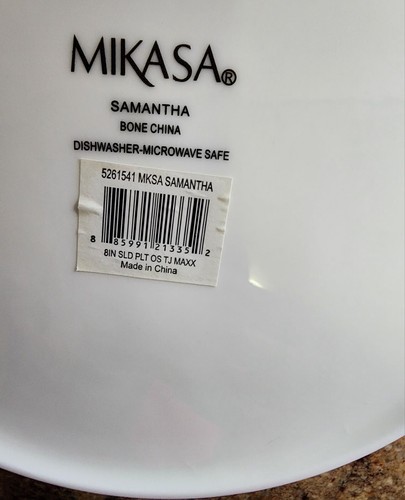 MIKASA®
SAMANTHA
BONE CHINA
DISHWASHER-MICROWAVE SAFE
5261541 MKSA SAMANTHA
8 85991 21335 2
8IN SLD PLT OS TJ MAXX
Made in China